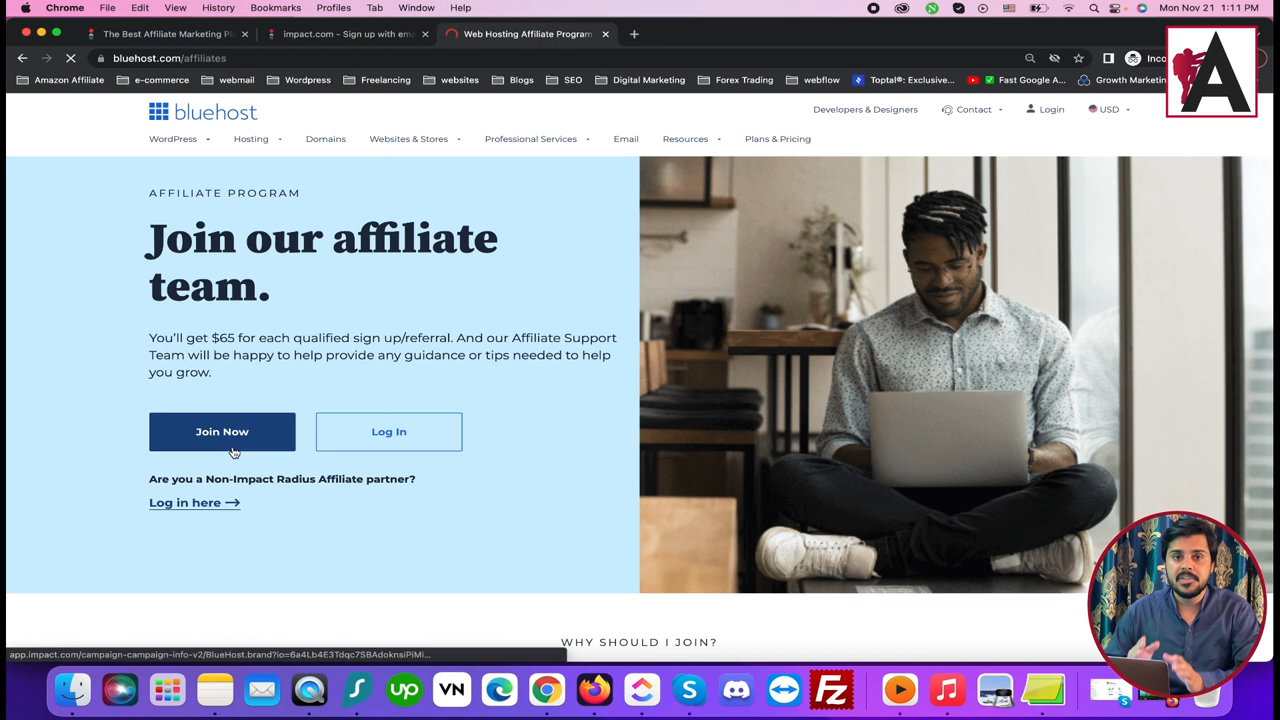 Chrome File Edit View History Bookmarks Profiles Tab Window Help Mon Nov 21 1:11 PM
The Best Affiliate Marketing Pl
impact.com - Sign up with ema
Web Hosting Affiliate Program
bluehost.com/affiliates
Amazon Affiliate e-commerce webmail Wordpress Freelancing websites Blogs SEO Digital Marketing Forex Trading webflow Toptal®: Exclusive... Fast Google A... Growth Marketin
A
bluehost
Developers & Designers Contact Login USD
WordPress Hosting Domains Websites & Stores Professional Services Email Resources Plans & Pricing
AFFILIATE PROGRAM
Join our affiliate
team.
You'll get $65 for each qualified sign up/referral. And our Affiliate Support
Team will be happy to help provide any guidance or tips needed to help
you grow.
Join Now Log In
Are you a Non-Impact Radius Affiliate partner?
Log in here
WHY SHOULD I JOIN?
up VN S Fz